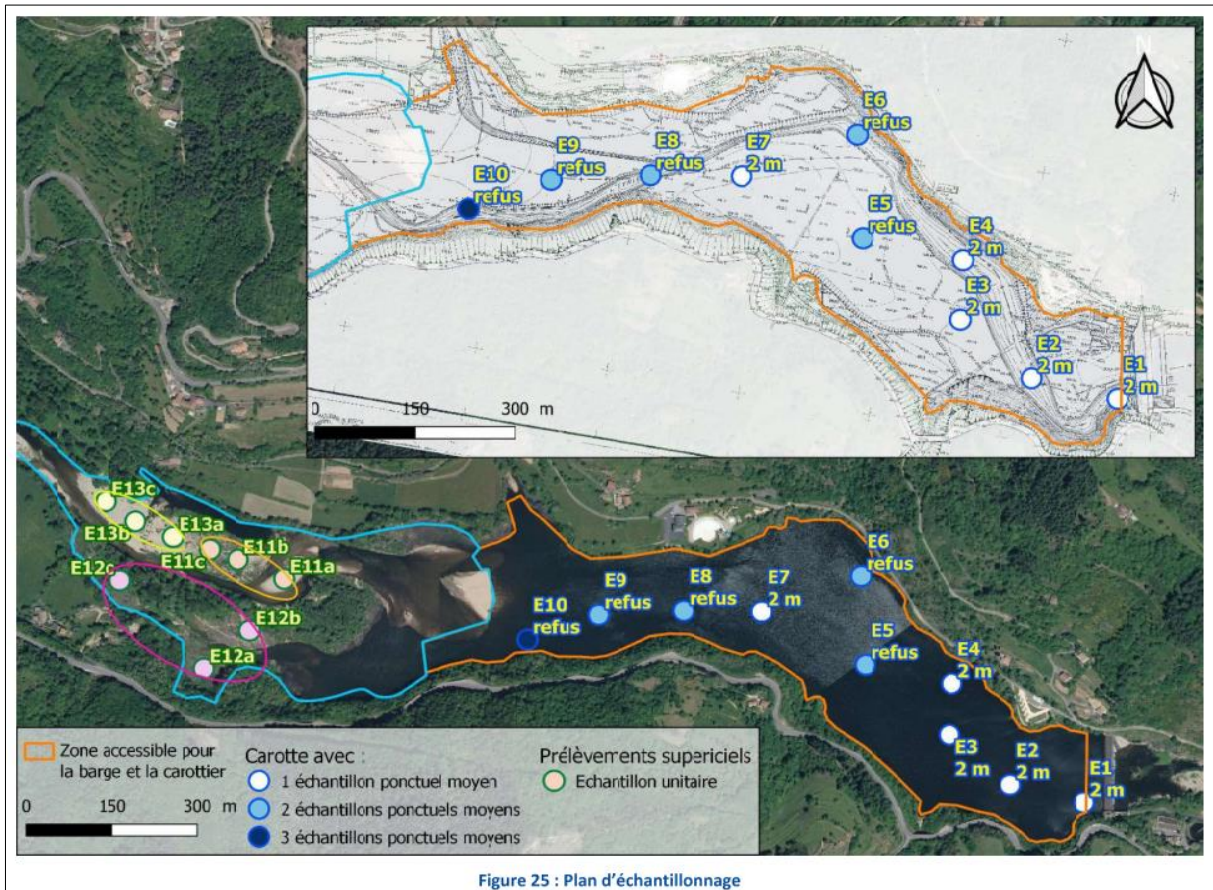 N
E6
refus
E7
2 m
E8
refus
E9
refus
E10
refus
E5
refus
E4
2 m
E3
2 m
E2
2 m
E1
2 m
0 150 300 m
E13c
E13b
E13a
E11c
E11b
E11a
E12c
E12b
E12a
E10
refus
E9
refus
E8
refus
E7
2 m
E6
refus
E5
refus
E4
2 m
E3
2 m
E2
2 m
E1
2 m
Zone accessible pour
la barge et la carottier
0 150 300 m
Carotte avec :
1 échantillon ponctuel moyen
2 échantillons ponctuels moyens
3 échantillons ponctuels moyens
Prélèvements supericiels
Echantillon unitaire
Figure 25 : Plan d'échantillonnage